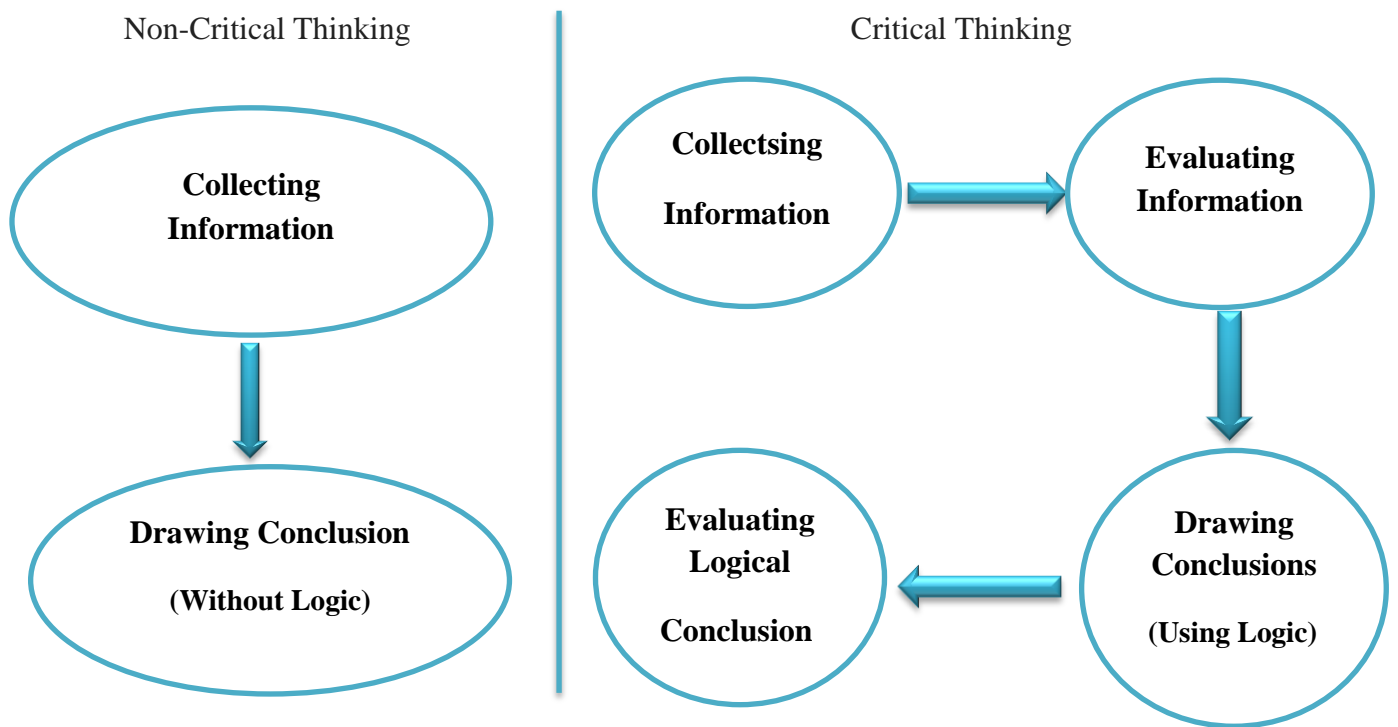 Non-Critical Thinking
Critical Thinking
Collecting
Information
Drawing Conclusion
(Without Logic)
Collectsing
Information
Evaluating
Information
Drawing
Conclusions
(Using Logic)
Evaluating
Logical
Conclusion